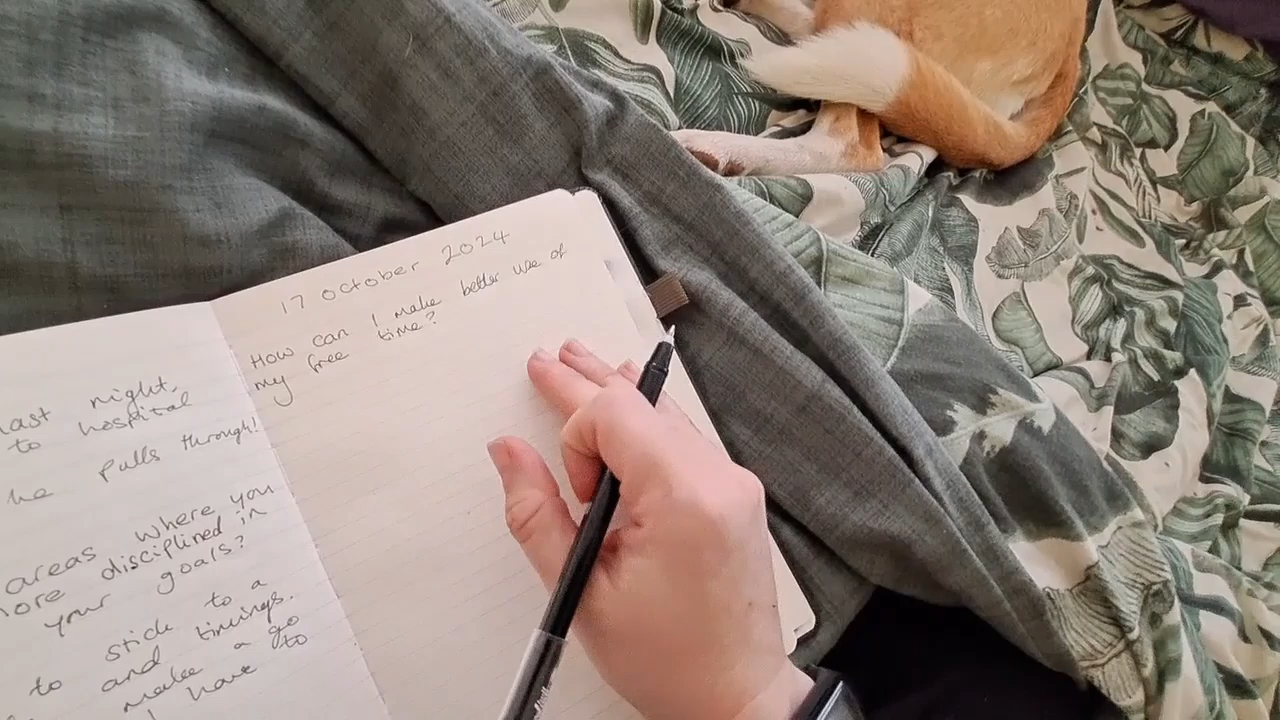 last night,
to hospital
he pulls through!
areas where you
more disciplined in
your goals?
to stick to a
and timings.
make a go
I have to
17 October 2024
How can I make better use of
my free time?